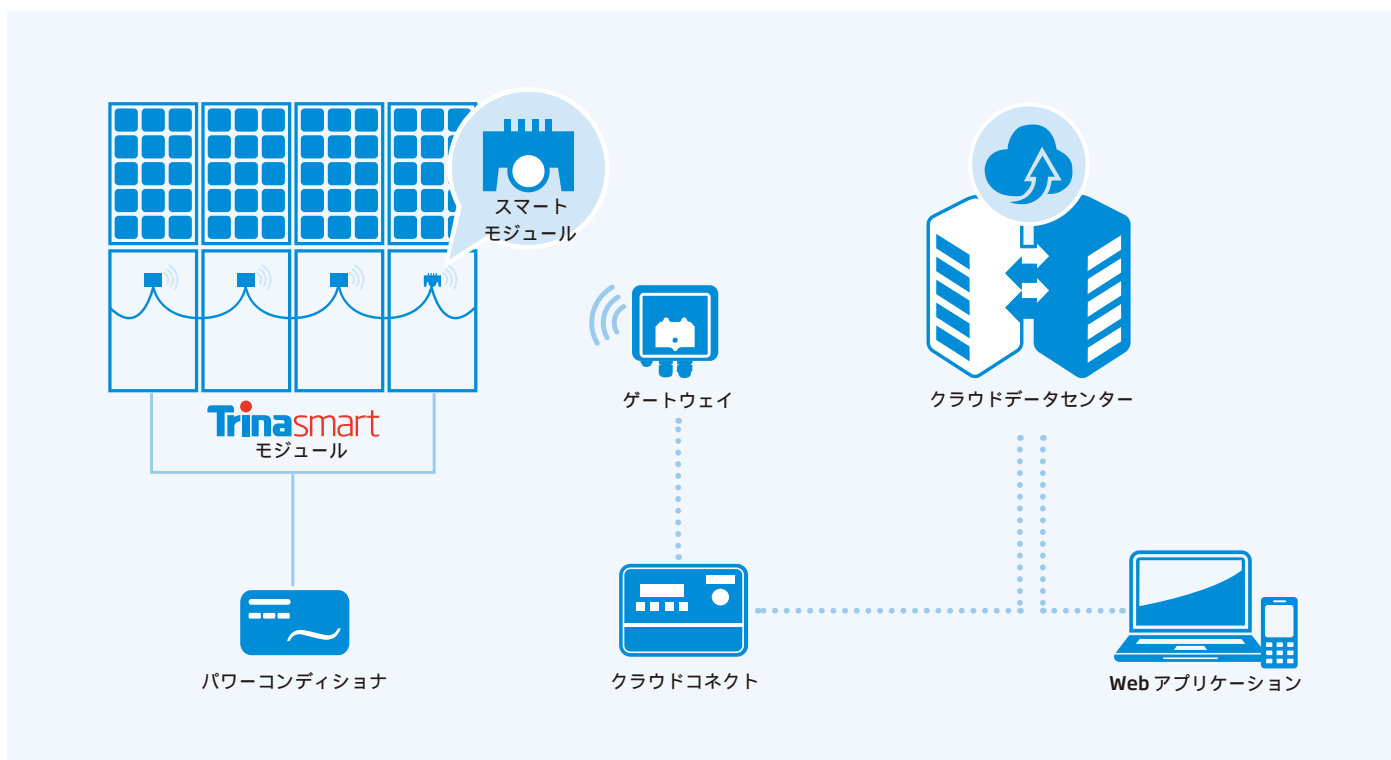 スマート
モジュール
Trinasmart
モジュール
ゲートウェイ
クラウドデータセンター
パワーコンディショナ
クラウドコネクト
Web アプリケーション